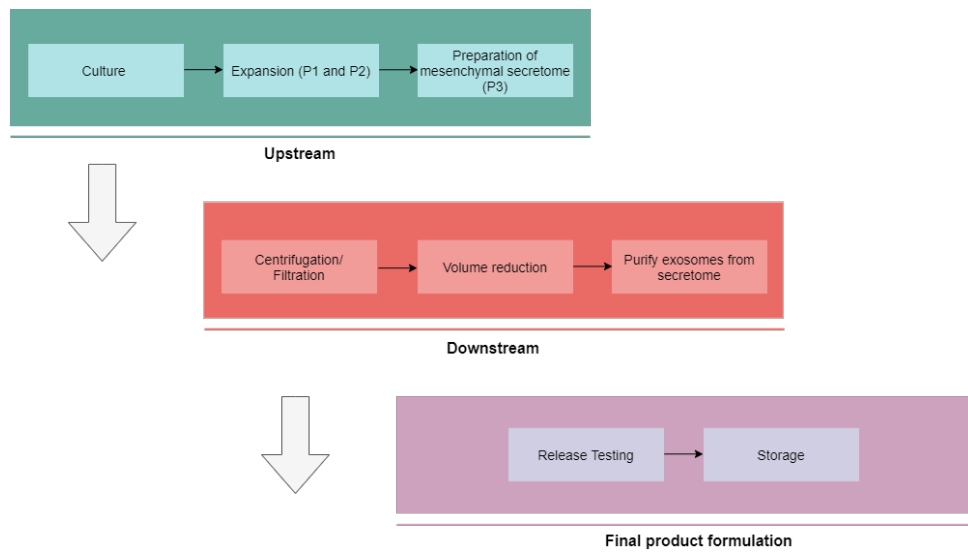 Culture
Expansion (P1 and P2)
Preparation of
mesenchymal secretome
(P3)
Upstream
Centrifugation/
Filtration
Volume reduction
Purify exosomes from
secretome
Downstream
Release Testing
Storage
Final product formulation